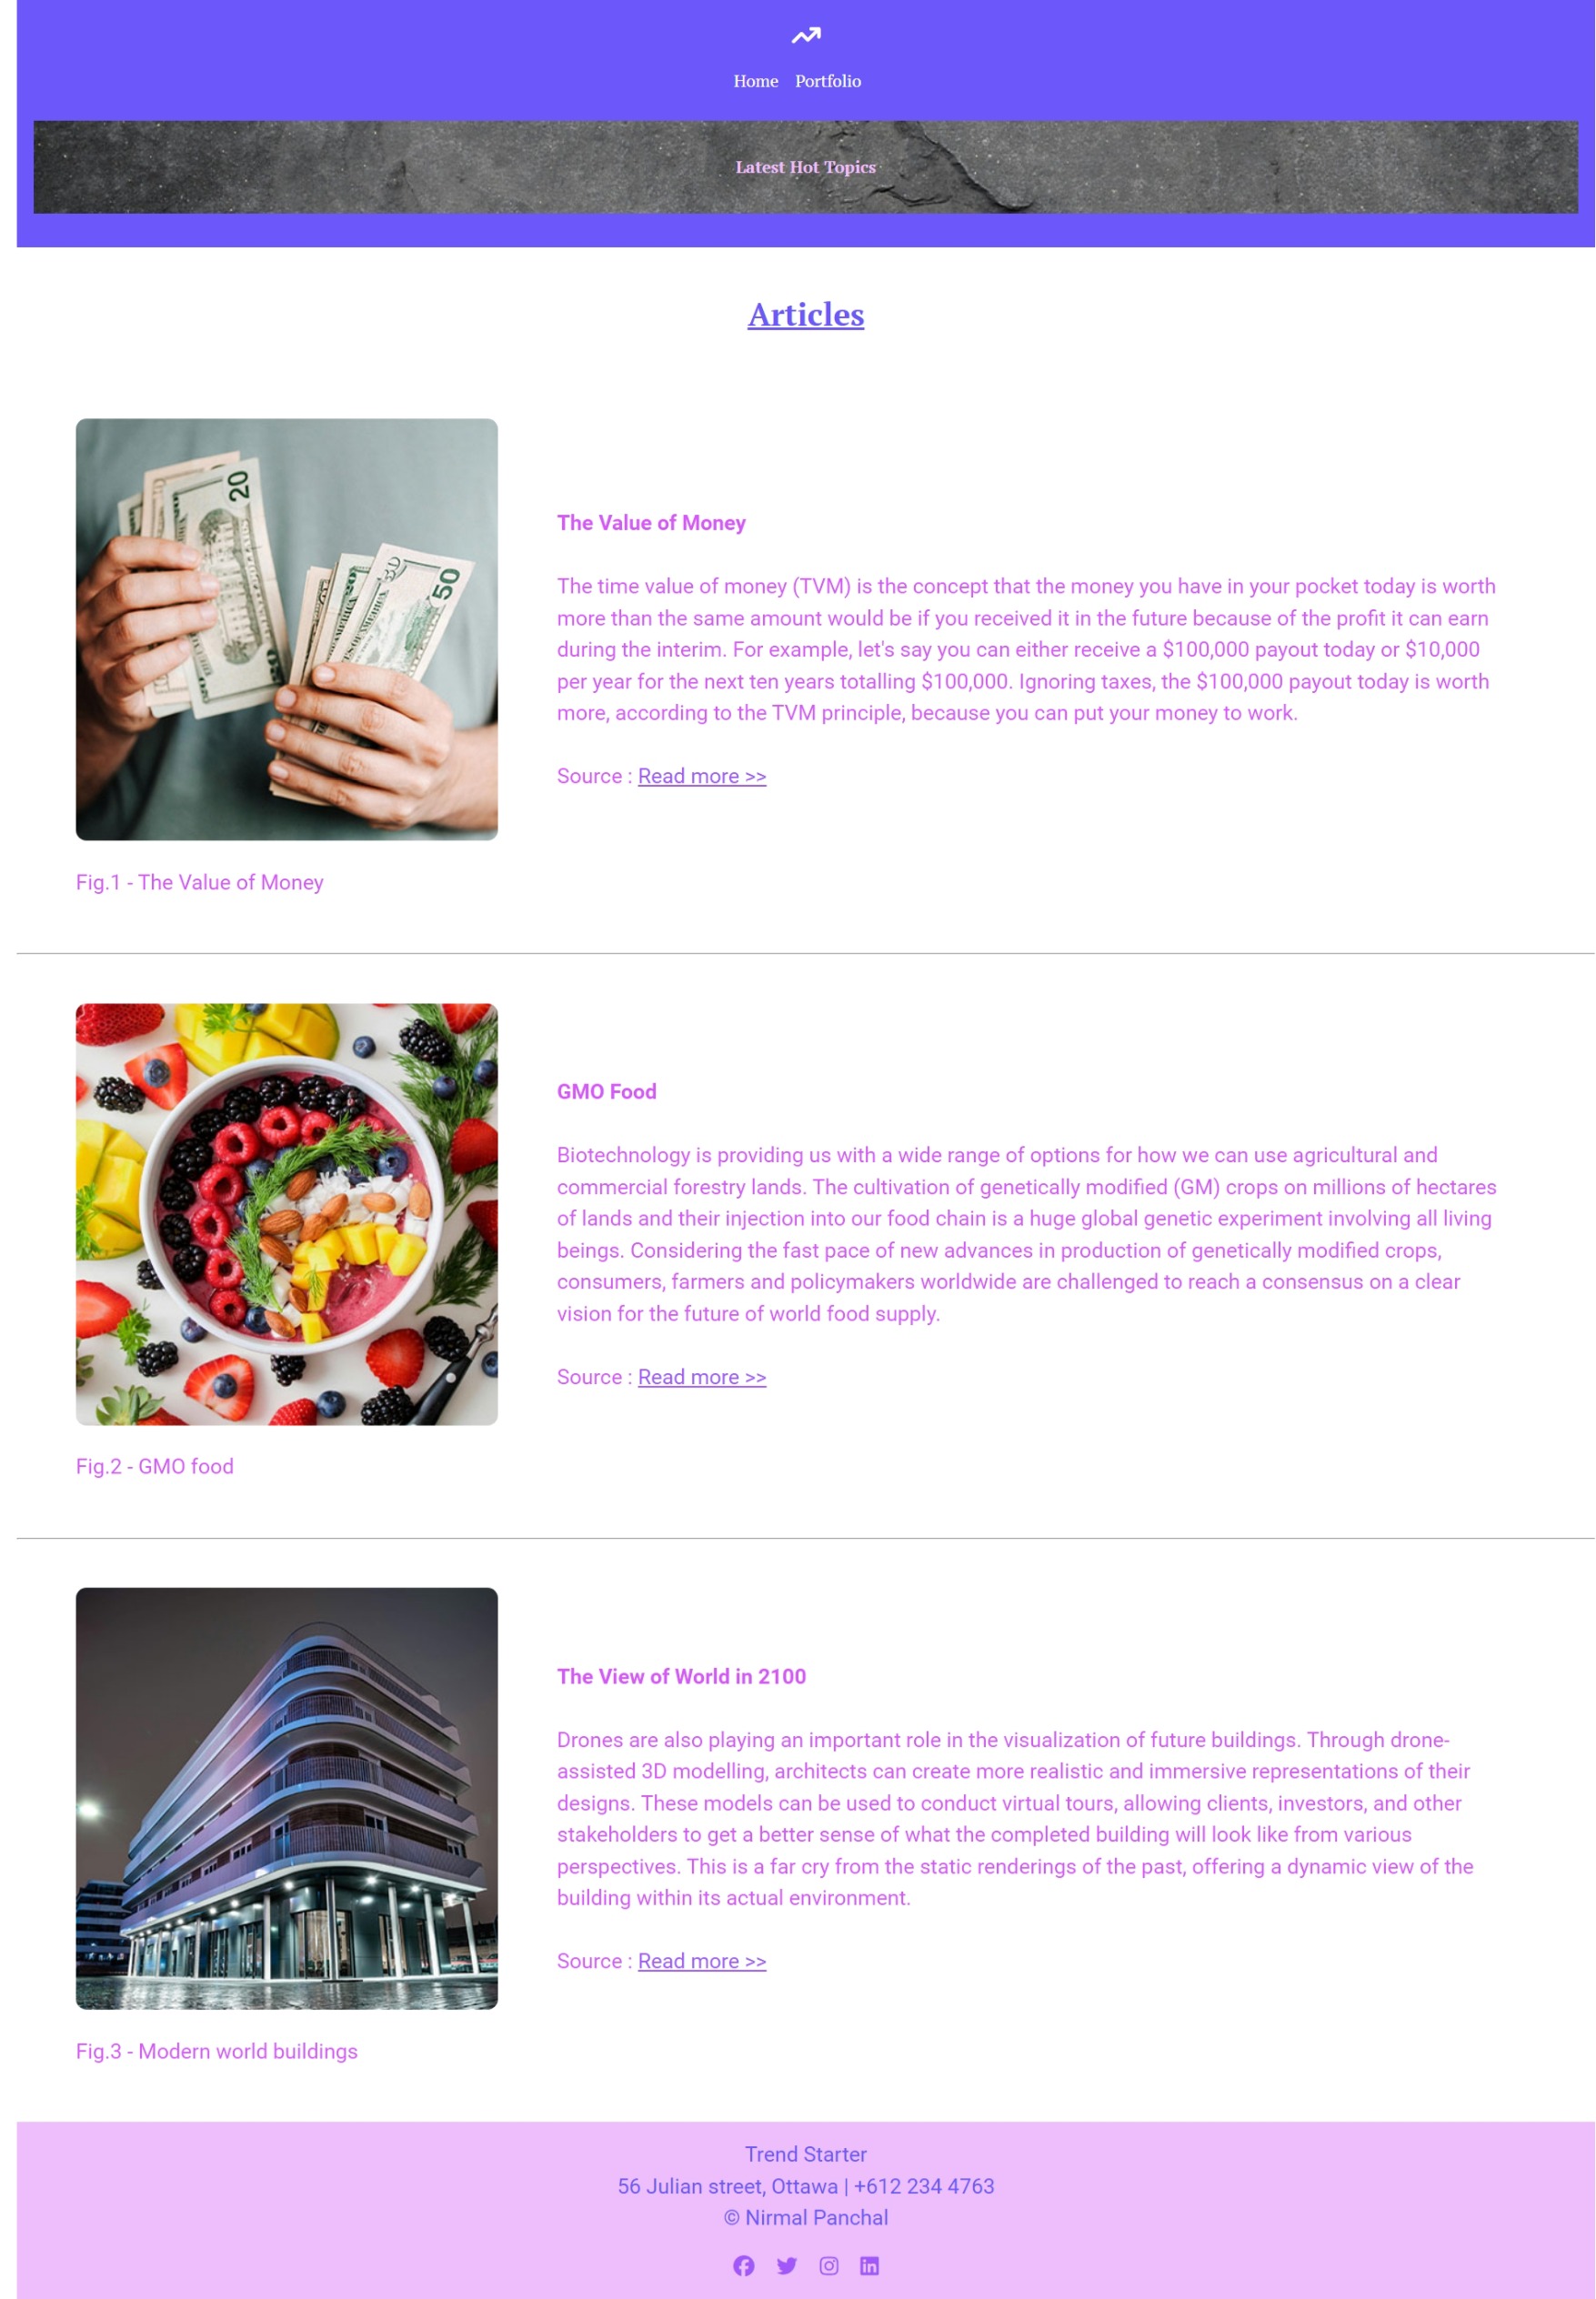 Home Portfolio
Latest Hot Topics
Articles
20
50
The Value of Money
The time value of money (TVM) is the concept that the money you have in your pocket today is worth
more than the same amount would be if you received it in the future because of the profit it can earn
during the interim. For example, let's say you can either receive a $100,000 payout today or $10,000
per year for the next ten years totalling $100,000. Ignoring taxes, the $100,000 payout today is worth
more, according to the TVM principle, because you can put your money to work.
Source : Read more >>
Fig.1 - The Value of Money
GMO Food
Biotechnology is providing us with a wide range of options for how we can use agricultural and
commercial forestry lands. The cultivation of genetically modified (GM) crops on millions of hectares
of lands and their injection into our food chain is a huge global genetic experiment involving all living
beings. Considering the fast pace of new advances in production of genetically modified crops,
consumers, farmers and policymakers worldwide are challenged to reach a consensus on a clear
vision for the future of world food supply.
Source : Read more >>
Fig.2 - GMO food
The View of World in 2100
Drones are also playing an important role in the visualization of future buildings. Through drone-
assisted 3D modelling, architects can create more realistic and immersive representations of their
designs. These models can be used to conduct virtual tours, allowing clients, investors, and other
stakeholders to get a better sense of what the completed building will look like from various
perspectives. This is a far cry from the static renderings of the past, offering a dynamic view of the
building within its actual environment.
Source : Read more >>
Fig.3 - Modern world buildings
Trend Starter
56 Julian street, Ottawa | +612 234 4763
© Nirmal Panchal